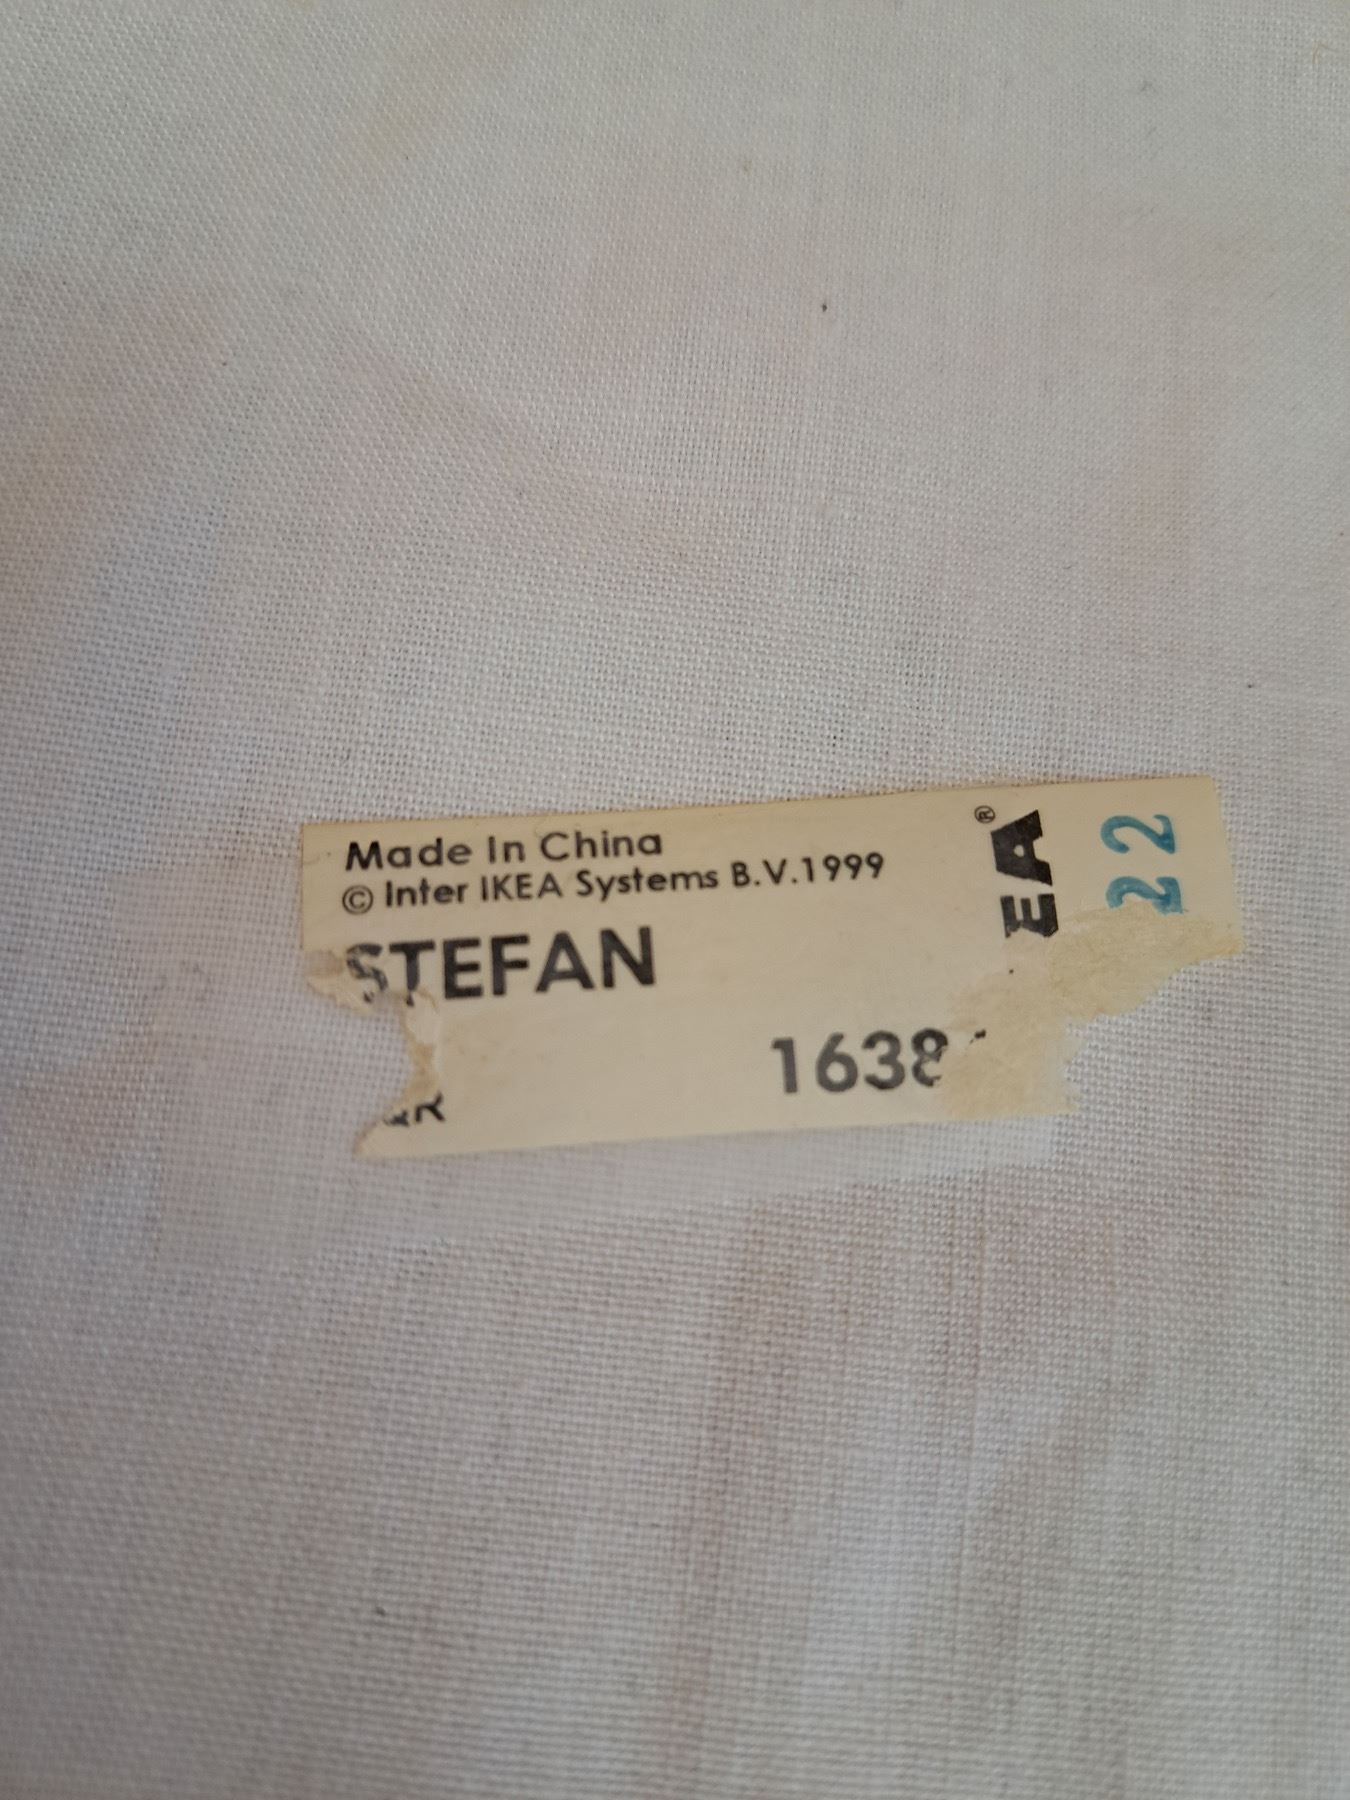 Made In China
© Inter IKEA Systems B.V.1999
STEFAN
1638
EA®
22